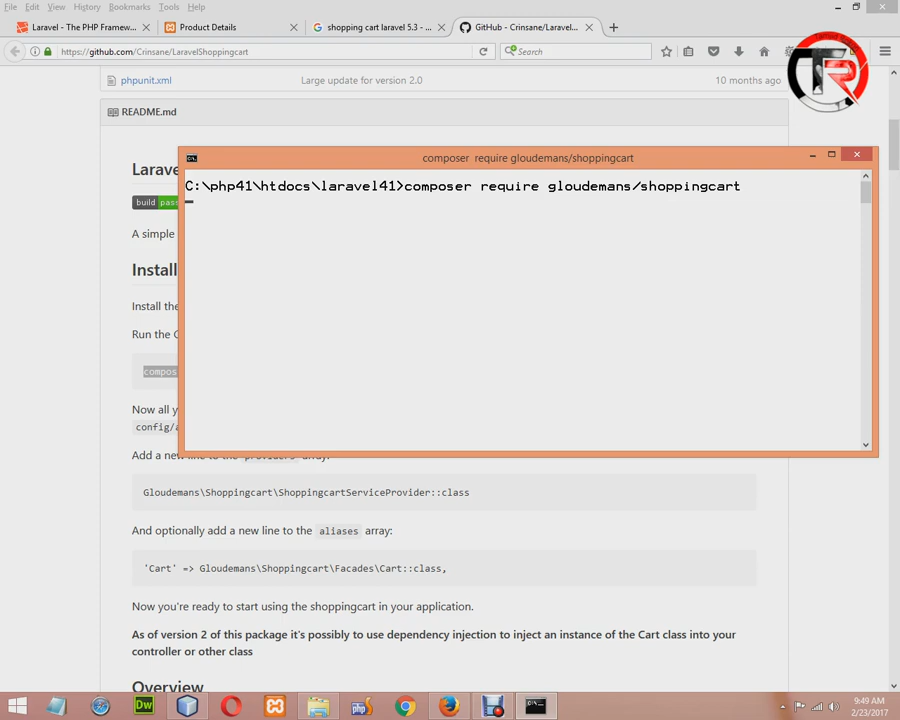 File Edit View History Bookmarks Tools Help
Laravel - The PHP Framew...
Product Details
shopping cart laravel 5.3 - ...
GitHub - Crinsane/Laravel...
https://github.com/Crinsane/LaravelShoppingcart
Search
phpunit.xml
Large update for version 2.0
10 months ago
README.md
composer require gloudemans/shoppingcart
Larave
C:\php41\htdocs\laravel41>composer require gloudemans/shoppingcart
build pass
A simple
Install
Install the
Run the C
compos
Now all y
config/a
Add a new line to the providers array:
Gloudemans\Shoppingcart\ShoppingcartServiceProvider::class
And optionally add a new line to the aliases array:
'Cart' => Gloudemans\Shoppingcart\Facades\Cart::class,
Now you're ready to start using the shoppingcart in your application.
As of version 2 of this package it's possibly to use dependency injection to inject an instance of the Cart class into your
controller or other class
Overview
9:49 AM
2/23/2017